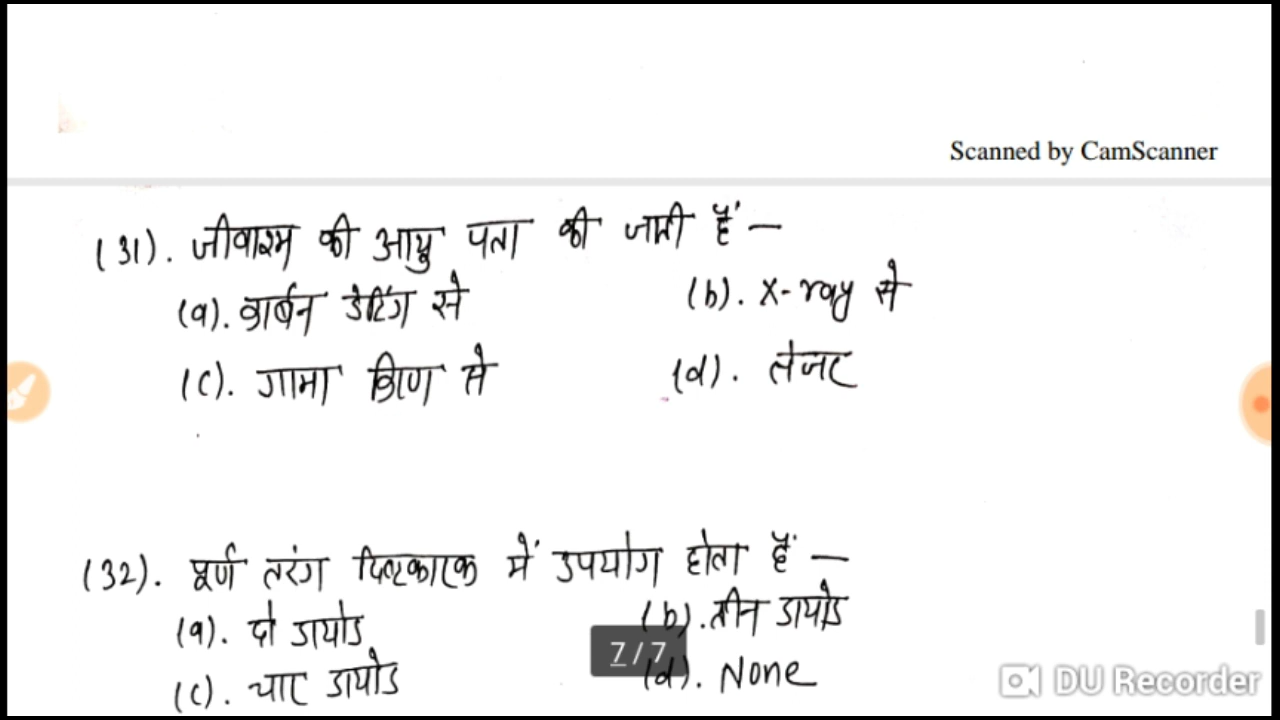 Scanned by CamScanner
(31). जीवाश्म की आयु पता की जाती हैं —
(a). कार्बन डेटिंग से (b). X-ray से
(c). गामा किरण से (d). लेजर
(32). पूर्ण तरंग दिष्टकारक में उपयोग होता हैं —
(a). दो डायोड (b). तीन डायोड
7 / 7
(c). चार डायोड (d). None
DU Recorder